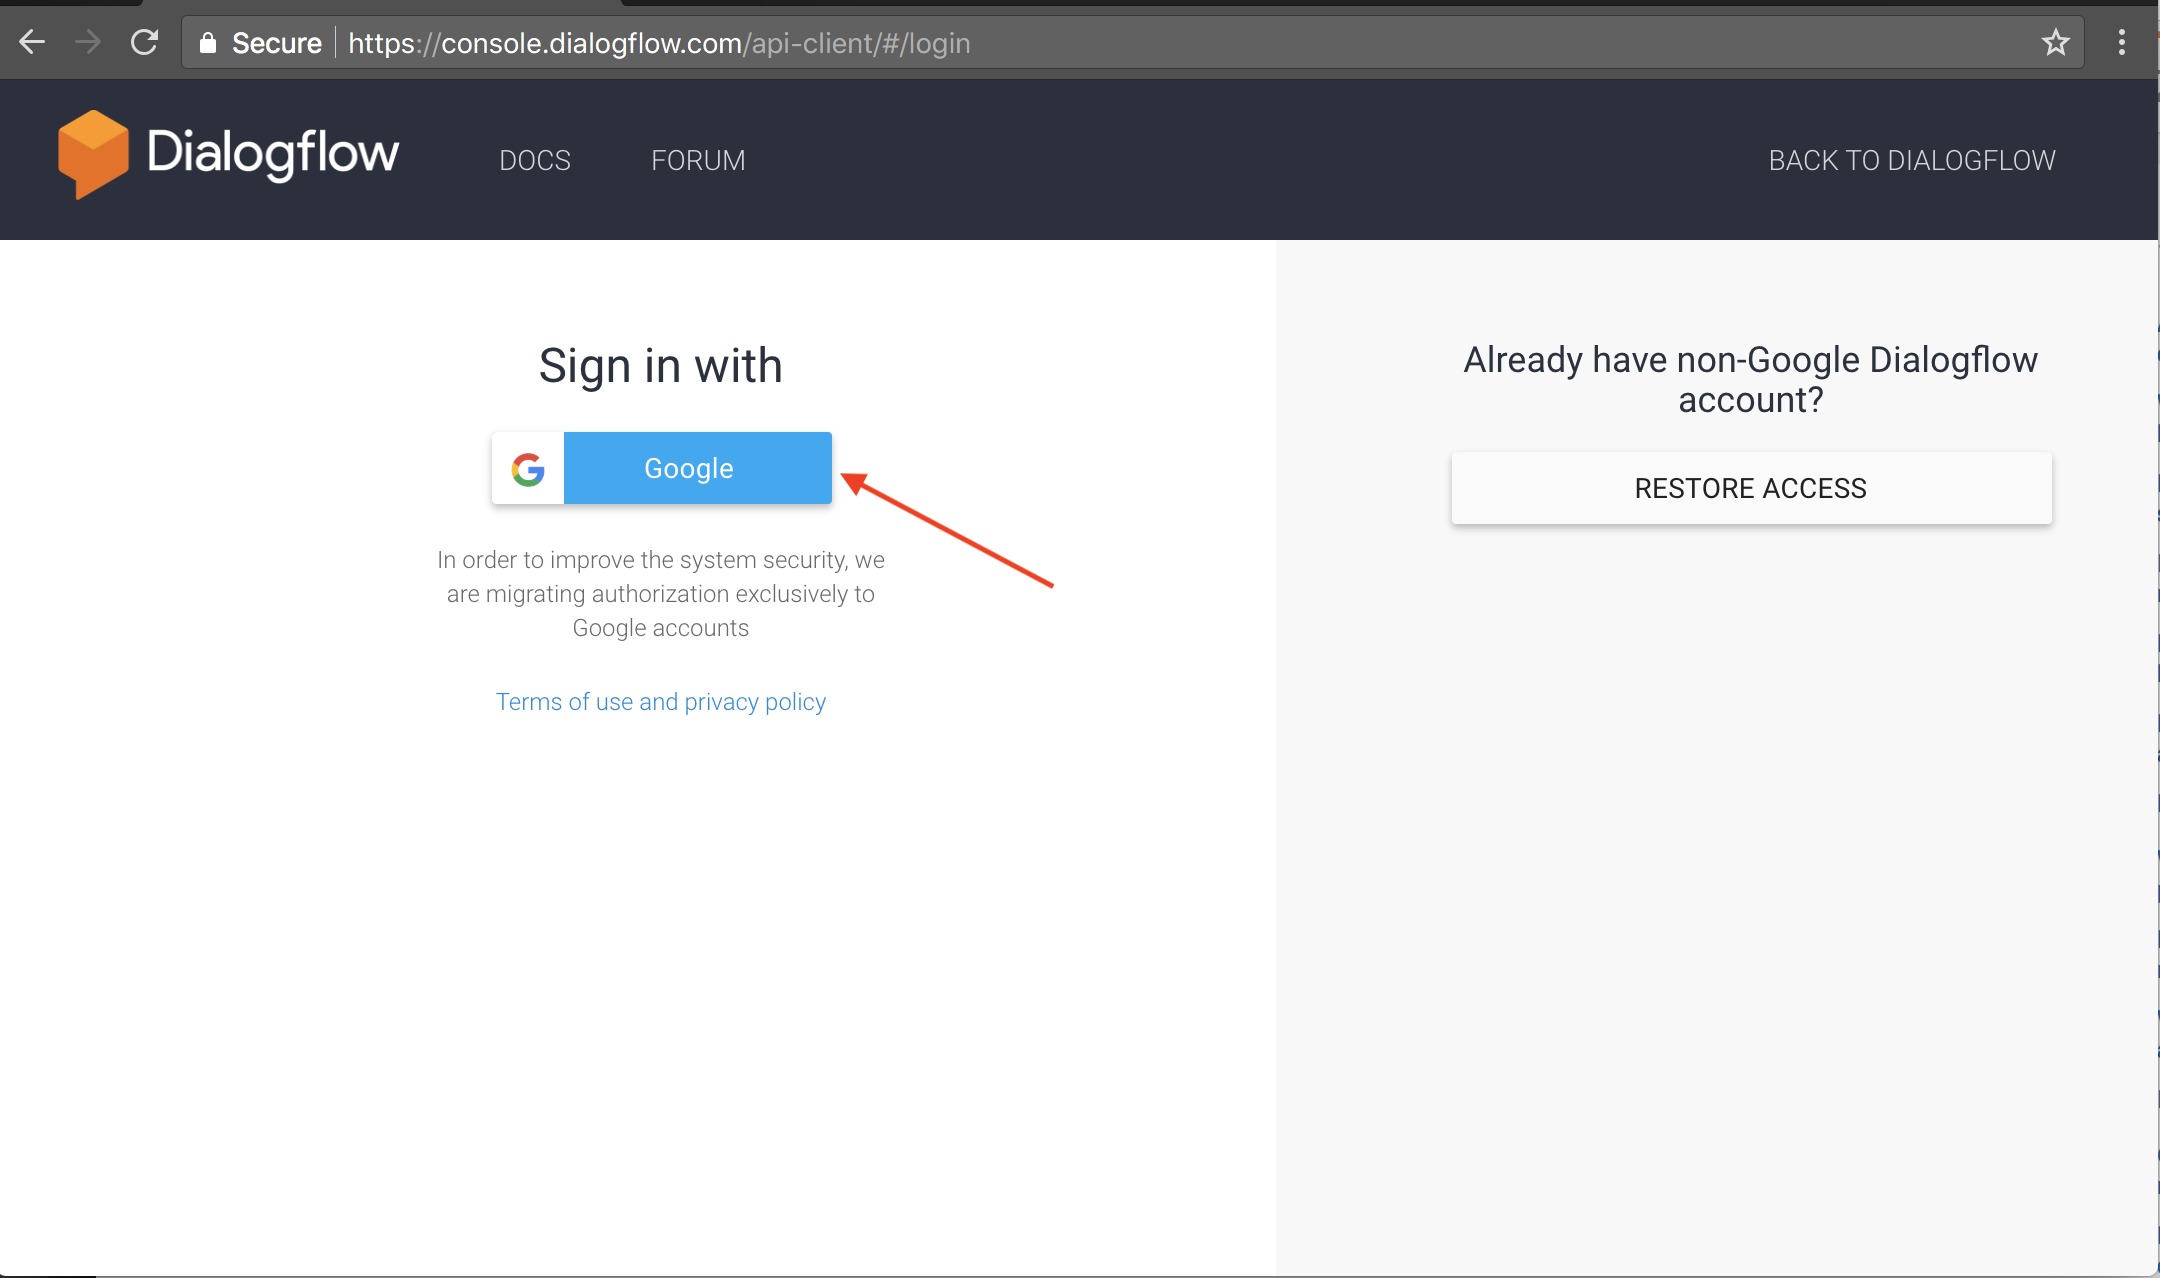 Secure https://console.dialogflow.com/api-client/#/login
Dialogflow DOCS FORUM BACK TO DIALOGFLOW
Sign in with
Google
In order to improve the system security, we
are migrating authorization exclusively to
Google accounts
Terms of use and privacy policy
Already have non-Google Dialogflow
account?
RESTORE ACCESS